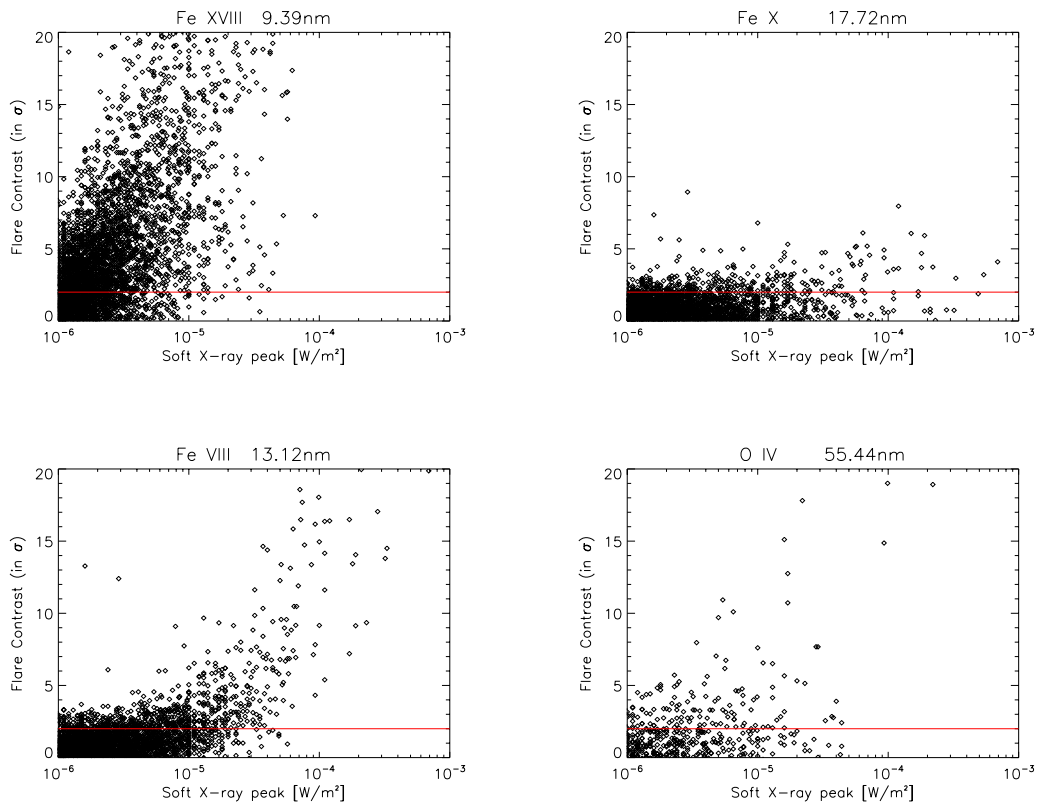 Fe XVIII 9.39nm
20
15
10
5
0
Flare Contrast (in σ)
10⁻⁶ 10⁻⁵ 10⁻⁴ 10⁻³
Soft X-ray peak [W/m²]
Fe X 17.72nm
20
15
10
5
0
Flare Contrast (in σ)
10⁻⁶ 10⁻⁵ 10⁻⁴ 10⁻³
Soft X-ray peak [W/m²]
Fe VIII 13.12nm
20
15
10
5
0
Flare Contrast (in σ)
10⁻⁶ 10⁻⁵ 10⁻⁴ 10⁻³
Soft X-ray peak [W/m²]
O IV 55.44nm
20
15
10
5
0
Flare Contrast (in σ)
10⁻⁶ 10⁻⁵ 10⁻⁴ 10⁻³
Soft X-ray peak [W/m²]